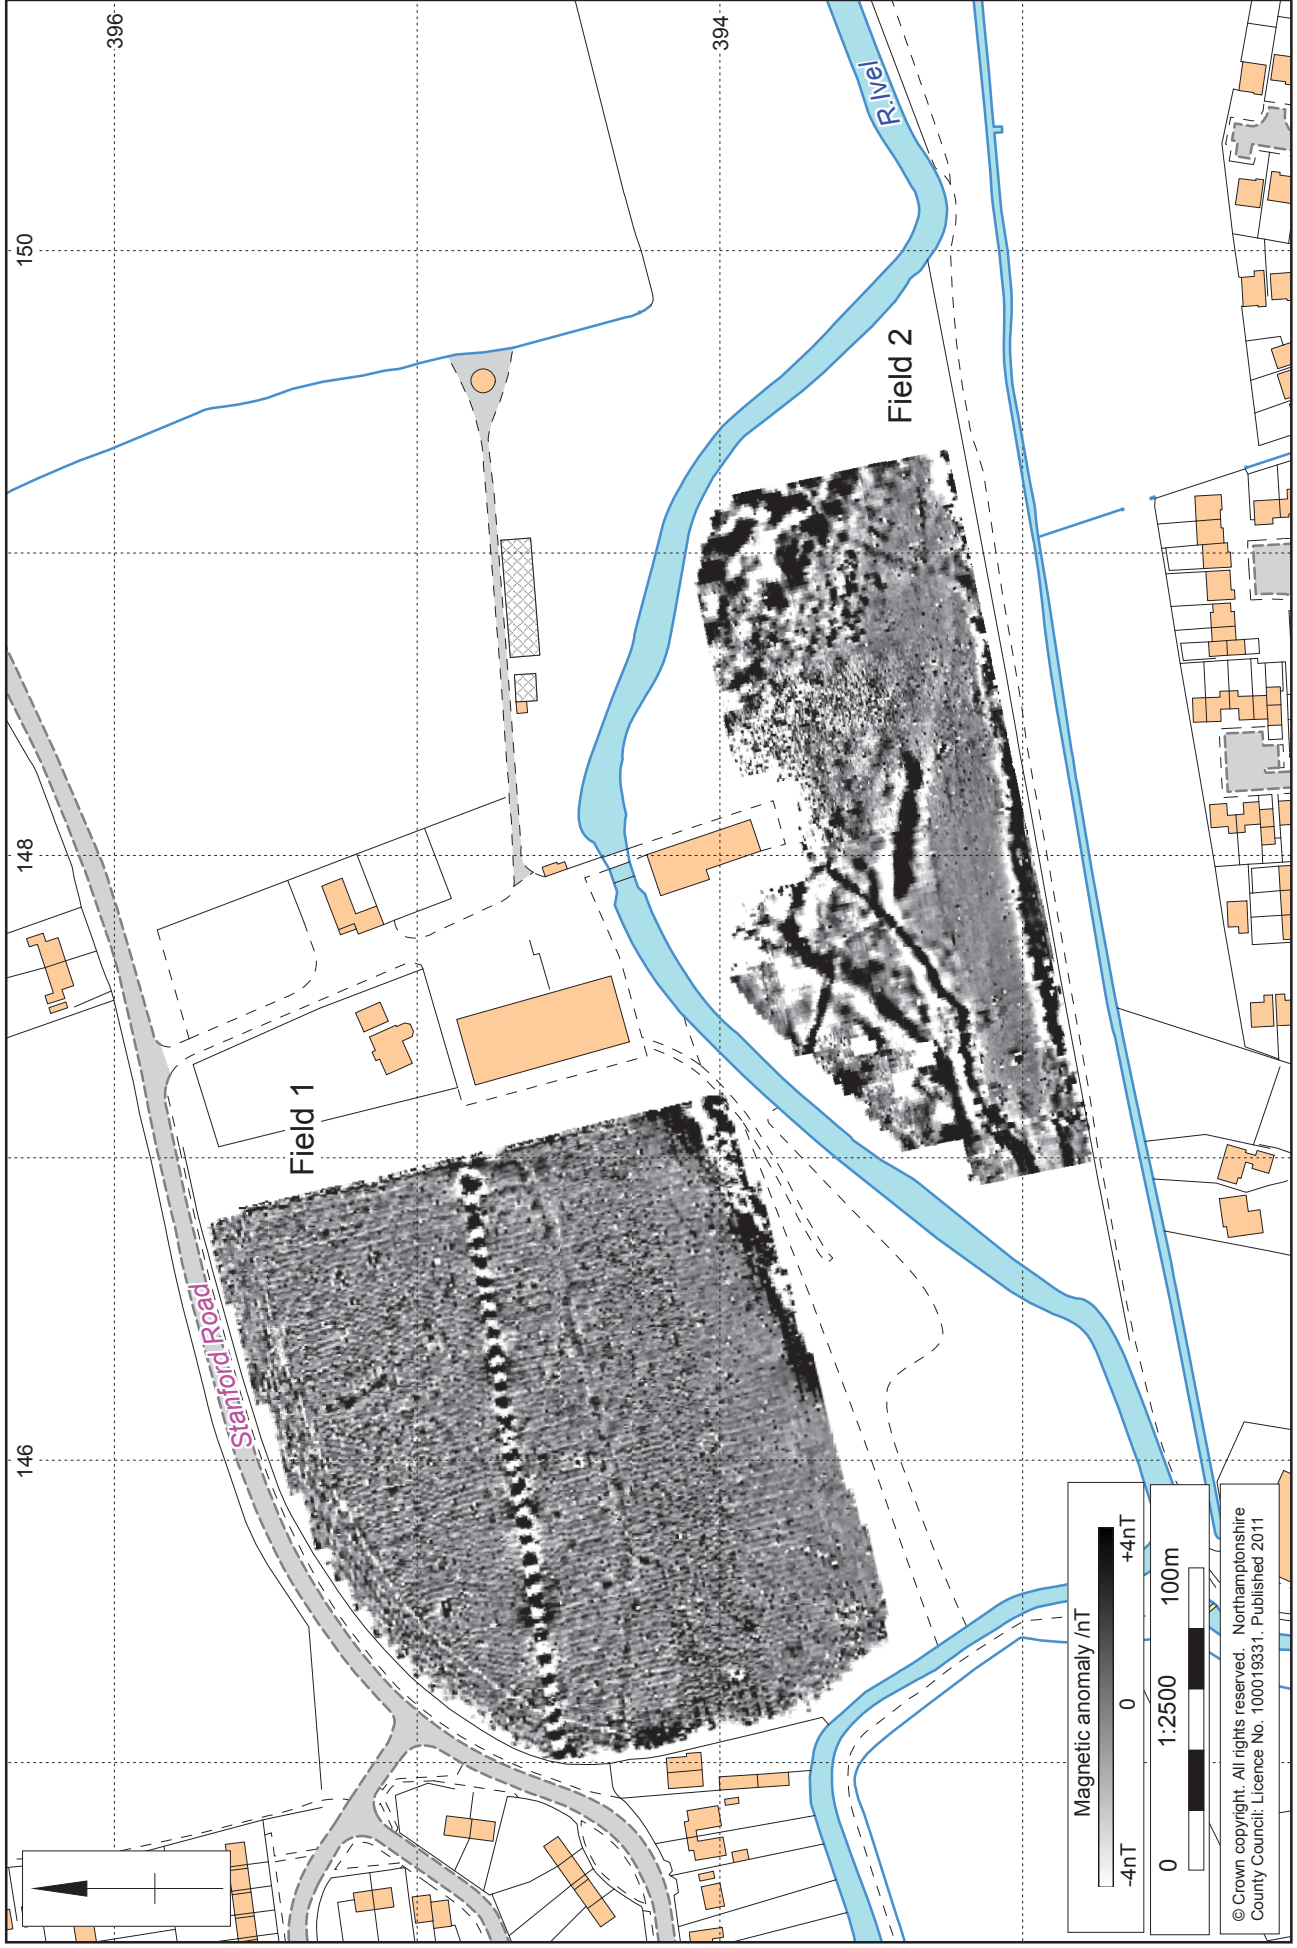 396
394
150
148
146
R.Ivel
Stanford Road
Field 1
Field 2
Magnetic anomaly /nT
-4nT 0 +4nT
1:2500
0 100m
© Crown copyright. All rights reserved. Northamptonshire
County Council: Licence No. 100019331. Published 2011